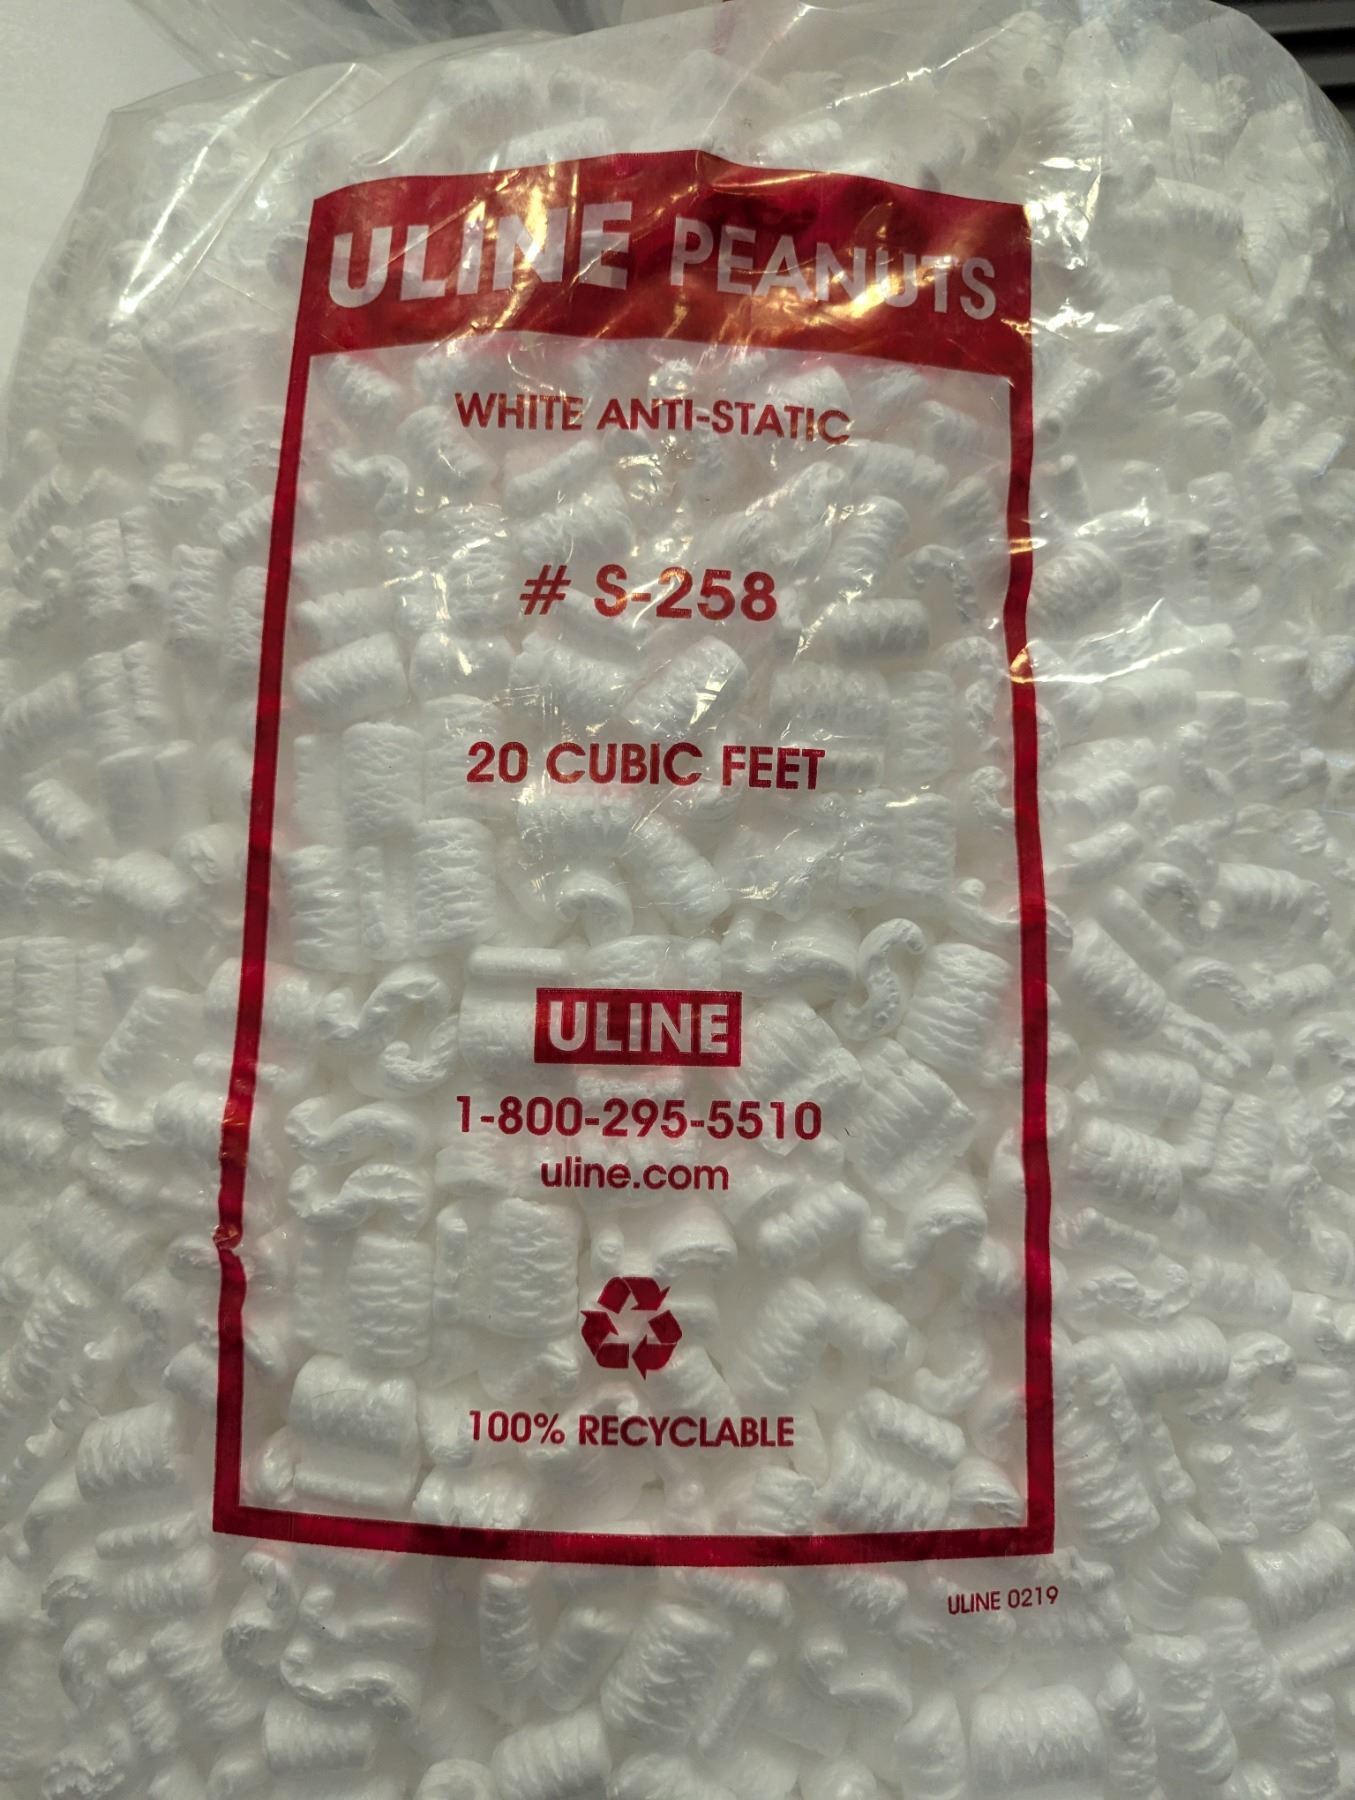 ULINE PEANUTS
WHITE ANTI-STATIC
# S-258
20 CUBIC FEET
ULINE
1-800-295-5510
uline.com
100% RECYCLABLE
ULINE 0219